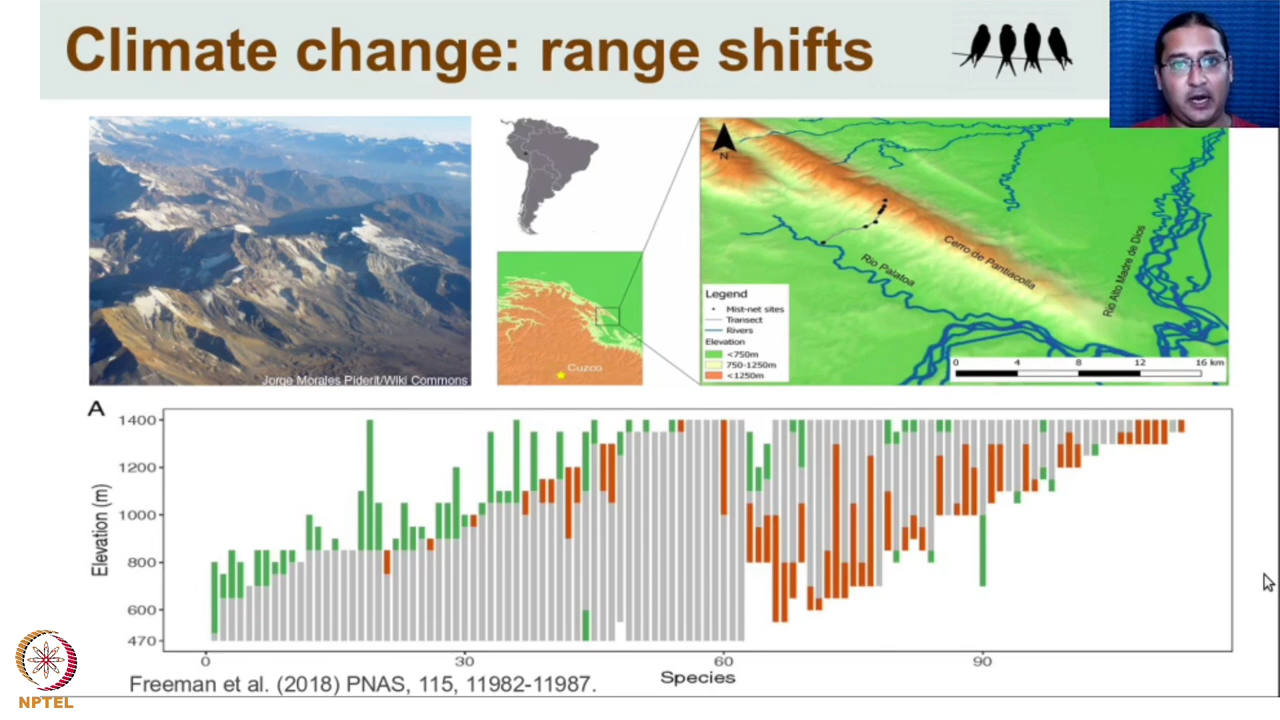 Climate change: range shifts
Jorge Morales Piderit/Wiki Commons
Cuzco
N
Rio Palatoa
Cerro de Pantiacolla
Rio Alto Madre de Dios
Legend
Mist-net sites
Transect
Rivers
Elevation
<750m
750-1250m
<1250m
0 4 8 12 16 km
A
Elevation (m)
1400
1200
1000
800
600
470
0 30 60 90
Species
Freeman et al. (2018) PNAS, 115, 11982-11987.
NPTEL